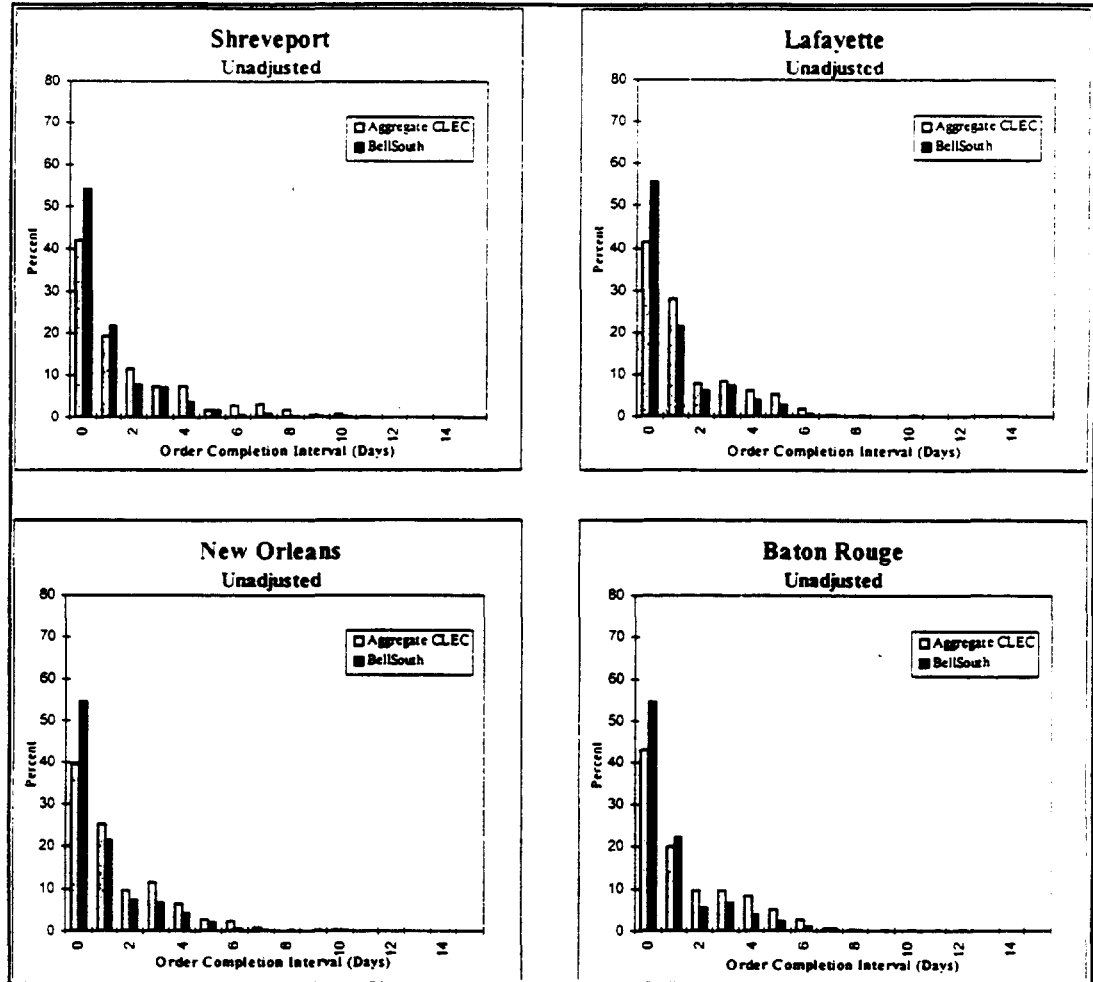 Shreveport
Unadjusted
80
70
60
50
40
30
20
10
0
Percent
Aggregate CLEC
BellSouth
0 2 4 6 8 10 12 14
Order Completion Interval (Days)
Lafayette
Unadjusted
80
70
60
50
40
30
20
10
0
Percent
Aggregate CLEC
BellSouth
0 2 4 6 8 10 12 14
Order Completion Interval (Days)
New Orleans
Unadjusted
80
70
60
50
40
30
20
10
0
Percent
Aggregate CLEC
BellSouth
0 2 4 6 8 10 12 14
Order Completion Interval (Days)
Baton Rouge
Unadjusted
80
70
60
50
40
30
20
10
0
Percent
Aggregate CLEC
BellSouth
0 2 4 6 8 10 12 14
Order Completion Interval (Days)